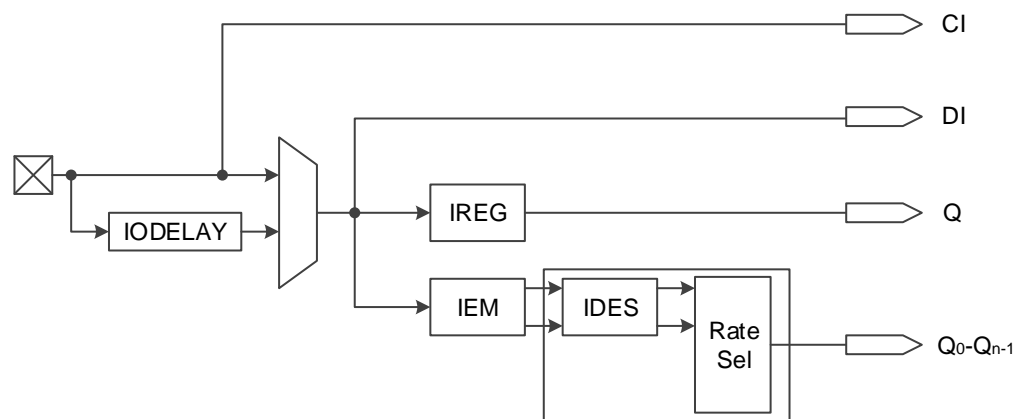 CI
DI
IREG
Q
IODELAY
IEM
IDES
Rate
Sel
Q0-Qn-1